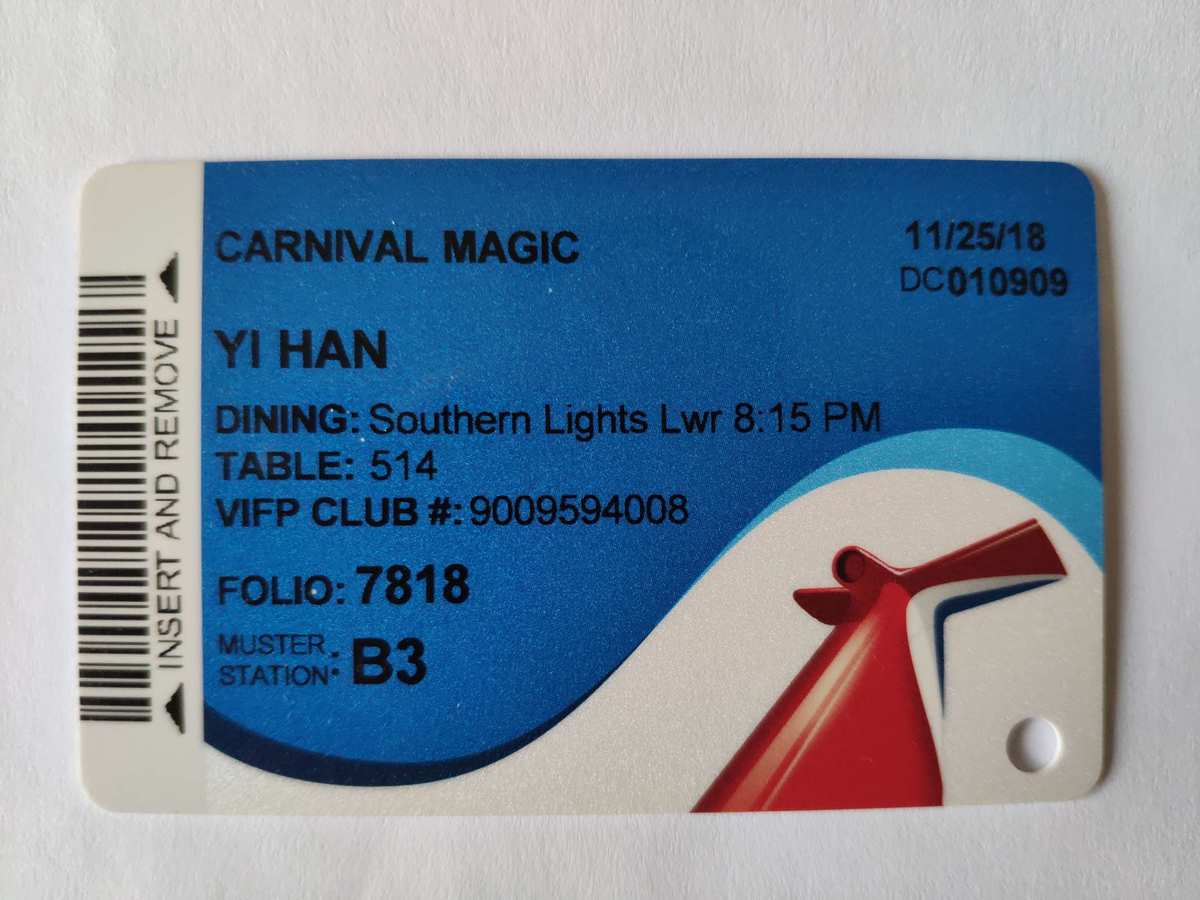 CARNIVAL MAGIC
11/25/18
DC010909
YI HAN
DINING: Southern Lights Lwr 8:15 PM
TABLE: 514
VIFP CLUB #: 9009594008
FOLIO: 7818
MUSTER
STATION: B3
INSERT AND REMOVE